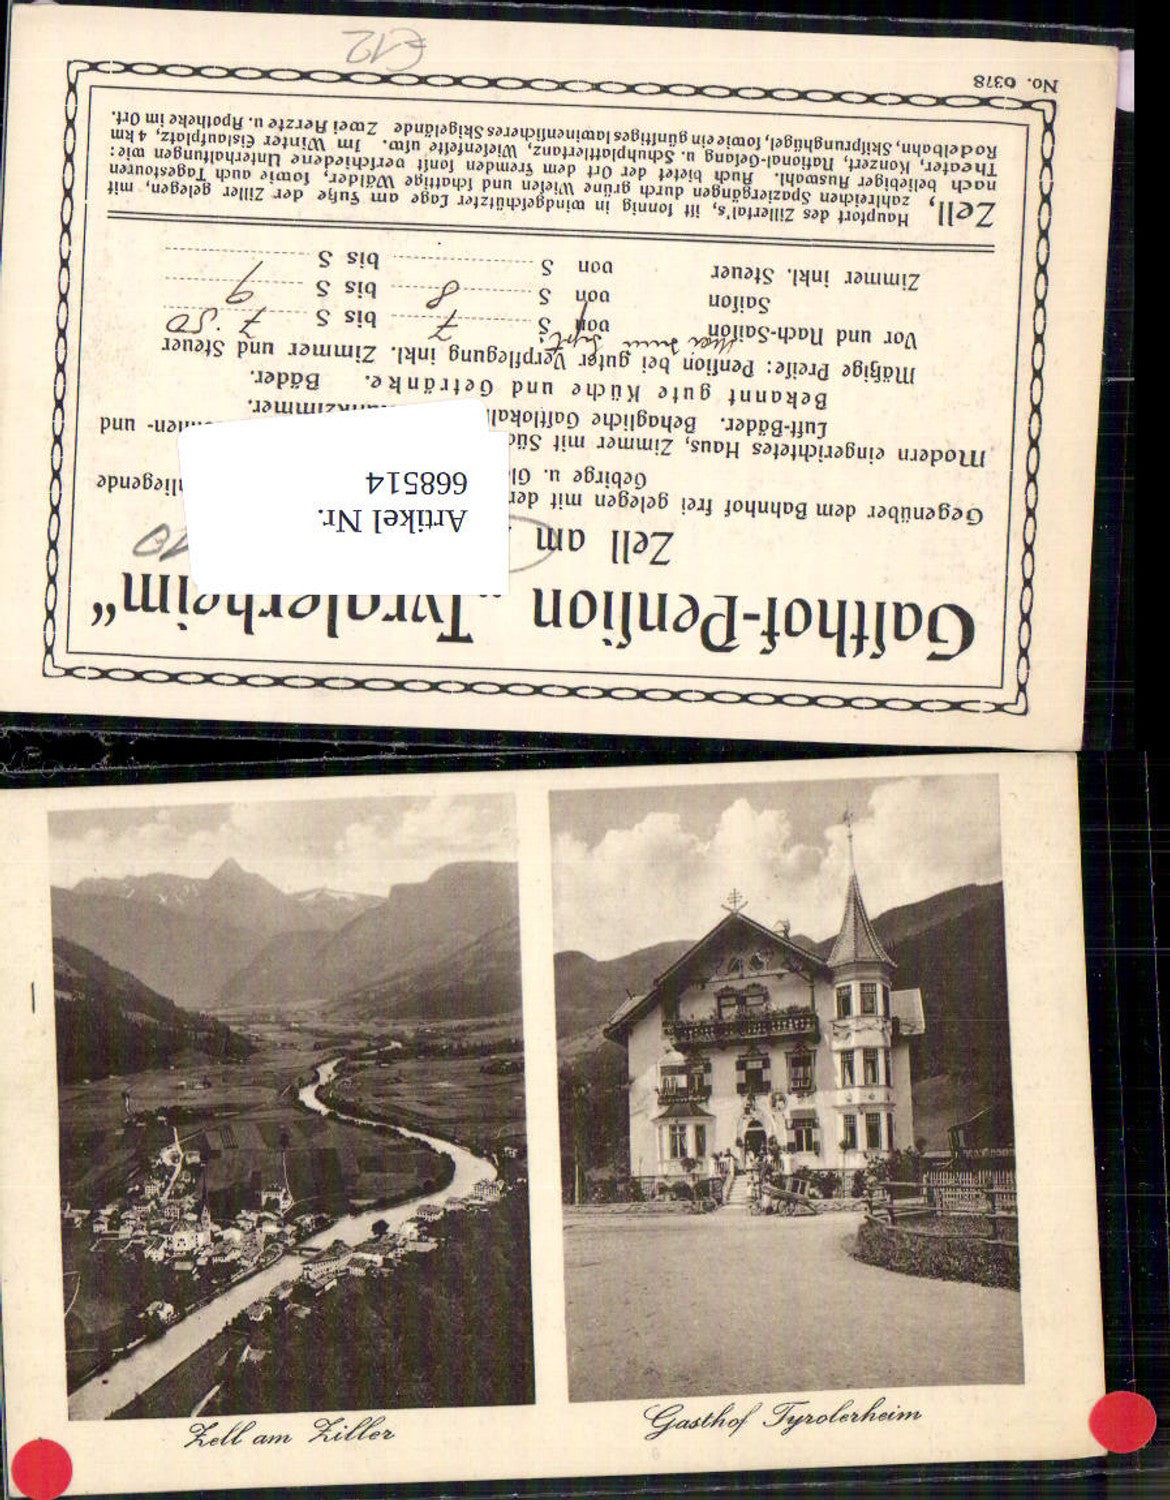 Gasthof-Pension „Tyrolerheim“
Zell am
10
Gegenüber dem Bahnhof frei gelegen mit der liegende
Gebirge u.
Modern eingerichtetes Haus, Zimmer mit - und
Luft-Bäder. Behagliche Gastlokal
Bekannt gute Küche und Getränke. Bäder.
Mäßige Preise: Pension bei guter Verpflegung inkl. Zimmer und Steuer
Vor und Nach-Saison von S 7 bis S 7.50
Saison von S 8 bis S 9
Zimmer inkl. Steuer von S bis S
Zell, Hauptort des Zillertal's, ist sonnig in windgeschützter Lage am Fuße der Ziller gelegen, mit
zahlreichen Spaziergängen durch grüne Wiesen und schattige Wälder, sowie auch Tagestouren
nach beliebiger Auswahl. Auch bietet der Ort dem Fremden sonst verschiedene Unterhaltungen wie:
Theater, Konzert, National-Gesang u. Schuhplattlertanz, Wiesenfeste usw. Im Winter Eislaufplatz, 4 km
Rodelbahn, Skisprunghügel, sowie ein günstiges lawinensicheres Skigelände Zwei Aerzte u. Apotheke im Ort.
No. 6378
€12
Artikel Nr.
668514
Zell am Ziller
Gasthof Tyrolerheim